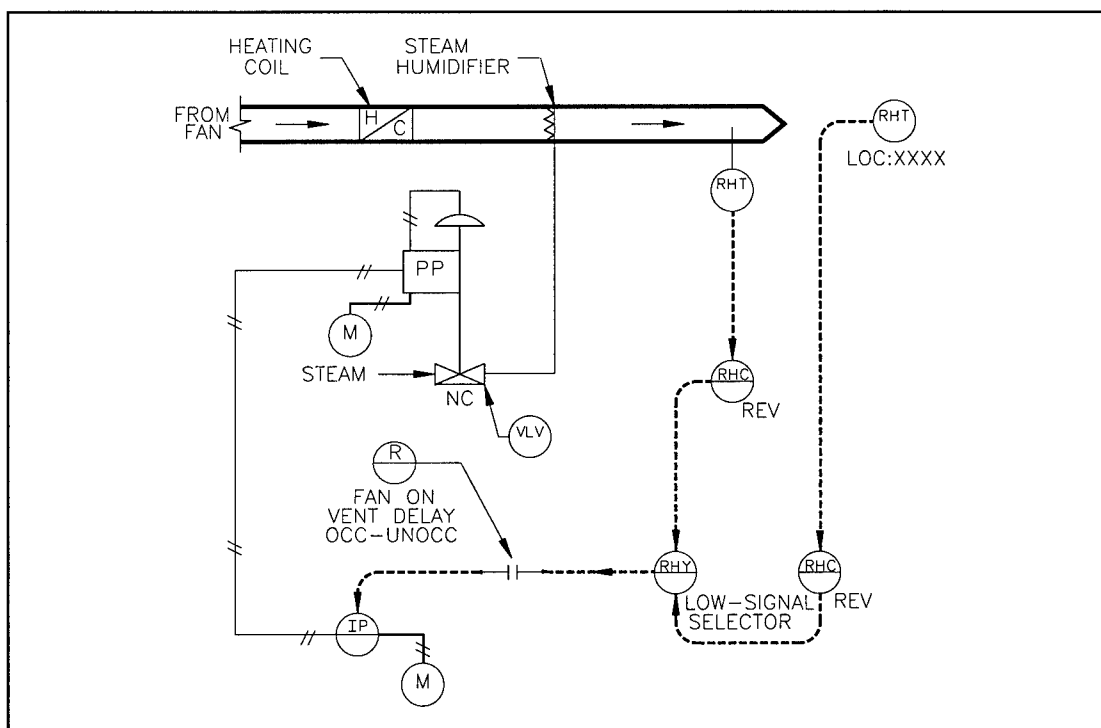 HEATING
COIL
STEAM
HUMIDIFIER
FROM
FAN
H
C
RHT
LOC:XXXX
RHT
PP
M
STEAM
NC
VLV
RHC
REV
R
FAN ON
VENT DELAY
OCC-UNOCC
RHY
LOW-SIGNAL
SELECTOR
RHC
REV
IP
M